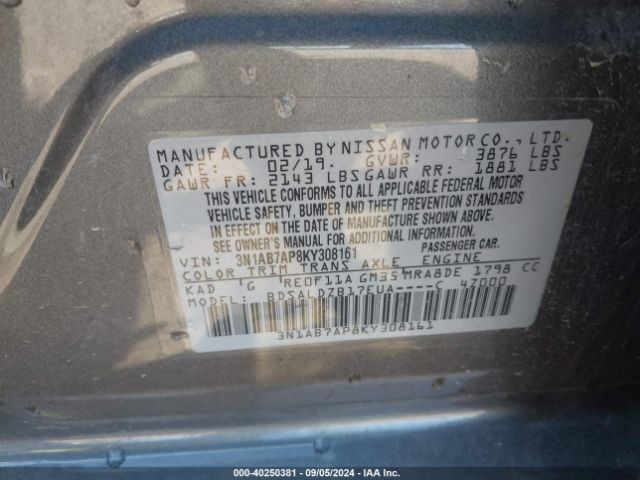 MANUFACTURED BY NISSAN MOTOR CO., LTD.
DATE: 02/19. GVWR: 3876 LBS
GAWR FR: 2143 LBS GAWR RR: 1881 LBS
THIS VEHICLE CONFORMS TO ALL APPLICABLE FEDERAL MOTOR
VEHICLE SAFETY, BUMPER AND THEFT PREVENTION STANDARDS
IN EFFECT ON THE DATE OF MANUFACTURE SHOWN ABOVE.
SEE OWNER'S MANUAL FOR ADDITIONAL INFORMATION.
VIN: 3N1AB7AP8KY308161 PASSENGER CAR.
COLOR TRIM TRANS AXLE ENGINE
KAD G RE0F11A GM35 MRA8DE 1798 CC
MODEL: BDSALDZB17EUA----C 4Z000
3N1AB7AP8KY308161
000-40250381 - 09/05/2024 - IAA Inc.